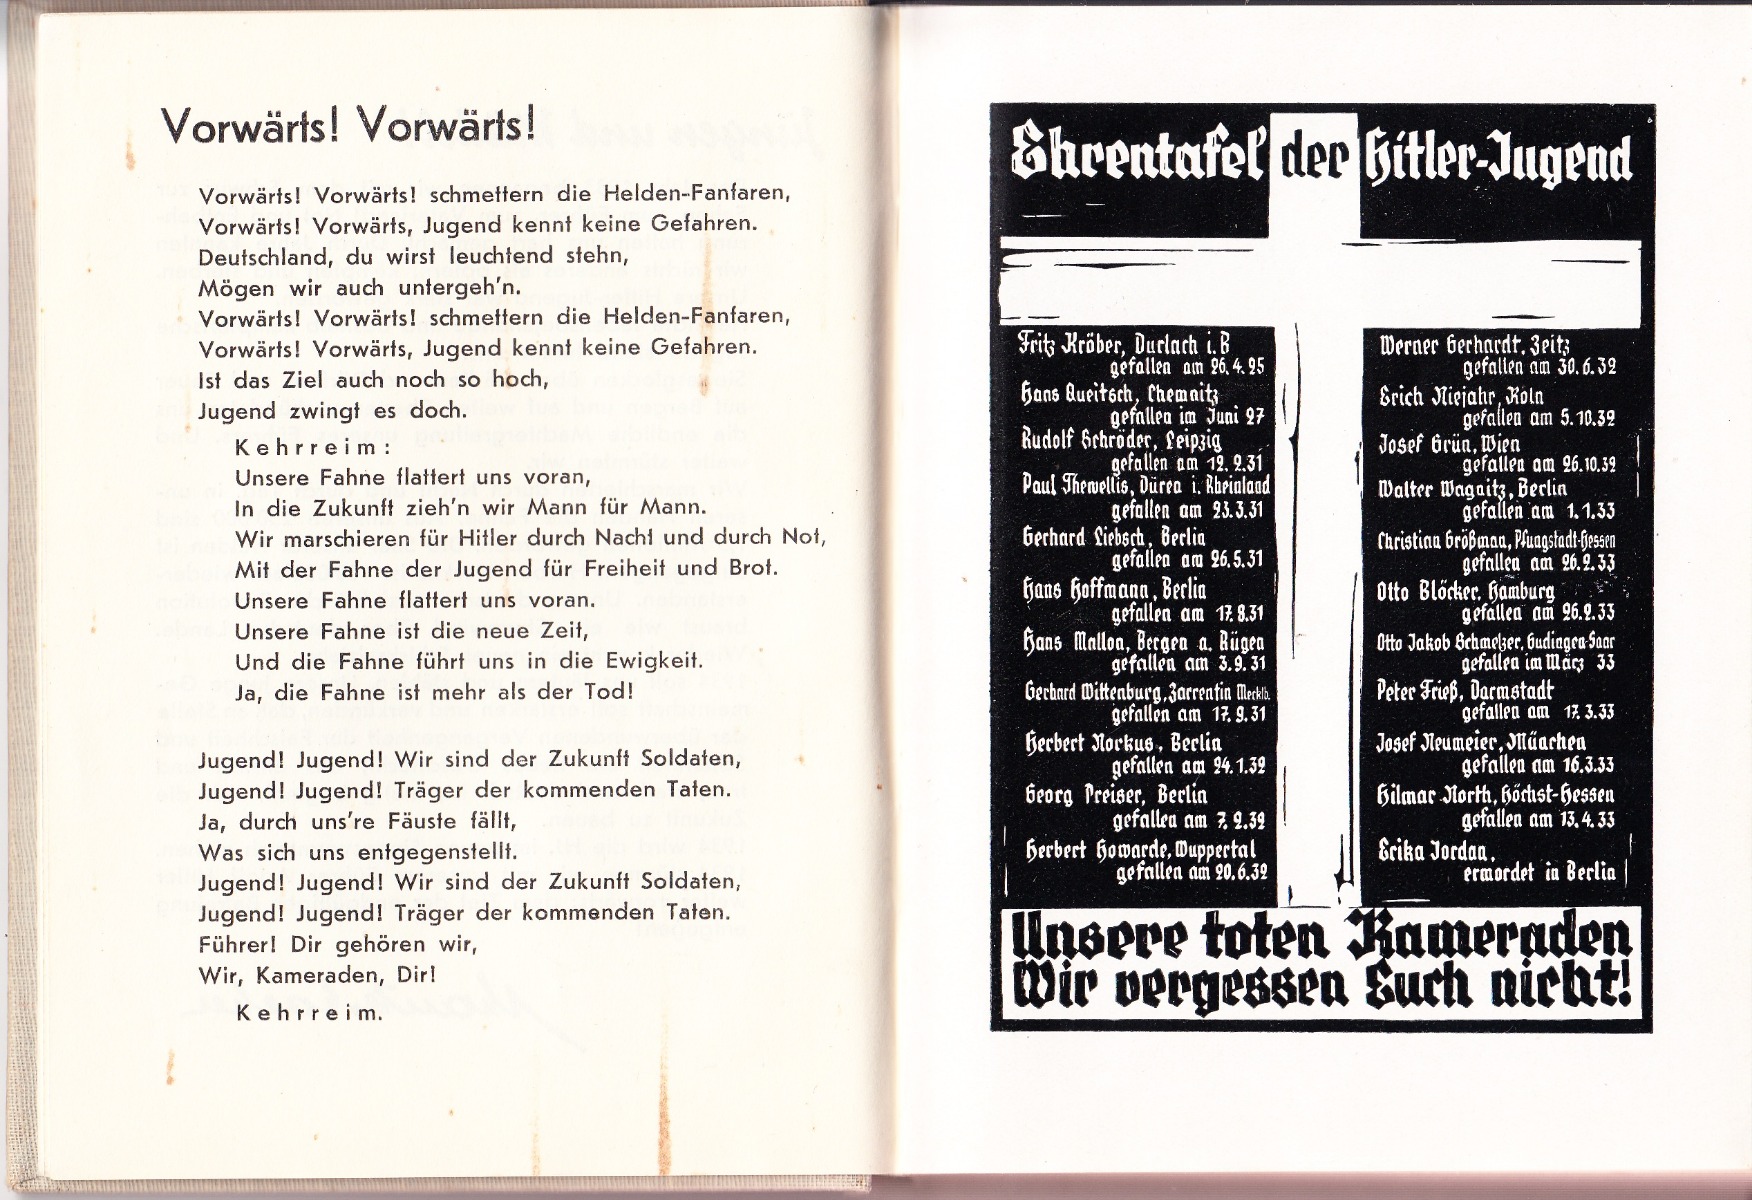 Vorwärts! Vorwärts!
Vorwärts! Vorwärts! schmettern die Helden-Fanfaren,
Vorwärts! Vorwärts, Jugend kennt keine Gefahren.
Deutschland, du wirst leuchtend stehn,
Mögen wir auch untergeh'n.
Vorwärts! Vorwärts! schmettern die Helden-Fanfaren,
Vorwärts! Vorwärts, Jugend kennt keine Gefahren.
Ist das Ziel auch noch so hoch,
Jugend zwingt es doch.
Kehrreim:
Unsere Fahne flattert uns voran,
In die Zukunft zieh'n wir Mann für Mann.
Wir marschieren für Hitler durch Nacht und durch Not,
Mit der Fahne der Jugend für Freiheit und Brot.
Unsere Fahne flattert uns voran.
Unsere Fahne ist die neue Zeit,
Und die Fahne führt uns in die Ewigkeit.
Ja, die Fahne ist mehr als der Tod!
Jugend! Jugend! Wir sind der Zukunft Soldaten,
Jugend! Jugend! Träger der kommenden Taten.
Ja, durch uns're Fäuste fällt,
Was sich uns entgegenstellt.
Jugend! Jugend! Wir sind der Zukunft Soldaten,
Jugend! Jugend! Träger der kommenden Taten.
Führer! Dir gehören wir,
Wir, Kameraden, Dir!
Kehrreim.
Ehrentafel der Hitler-Jugend
Fritz Kröber, Durlach i. B
gefallen am 26. 4. 25
Hans Queitsch, Chemnitz
gefallen im Juni 27
Rudolf Schröder, Leipzig
gefallen am 12. 2. 31
Paul Thewellis, Düren i. Rheinland
gefallen am 23. 3. 31
Gerhard Liebsch, Berlin
gefallen am 26. 5. 31
Hans Hoffmann, Berlin
gefallen am 17. 8. 31
Hans Mallon, Bergen a. Rügen
gefallen am 3. 9. 31
Gerhard Wittenburg, Zarrentin Mecklb.
gefallen am 17. 9. 31
Herbert Norkus, Berlin
gefallen am 24. 1. 32
Georg Preiser, Berlin
gefallen am 7. 2. 32
Herbert Howarde, Wuppertal
gefallen am 20. 6. 32
Werner Gerhardt, Zeitz
gefallen am 30. 6. 32
Erich Niejahr, Köln
gefallen am 5. 10. 32
Josef Grün, Wien
gefallen am 26. 10. 32
Walter Wagnitz, Berlin
gefallen am 1. 1. 33
Christian Größman, Pfungstadt-Hessen
gefallen am 26. 2. 33
Otto Blöcker, Hamburg
gefallen am 26. 2. 33
Otto Jakob Schmelzer, Gudingen-Saar
gefallen im März 33
Peter Frieß, Darmstadt
gefallen am 17. 3. 33
Josef Neumeier, München
gefallen am 16. 3. 33
Hilmar North, Höchst-Hessen
gefallen am 13. 4. 33
Erika Jordan,
ermordet in Berlin
Unsere toten Kameraden
Wir vergessen Euch nicht!